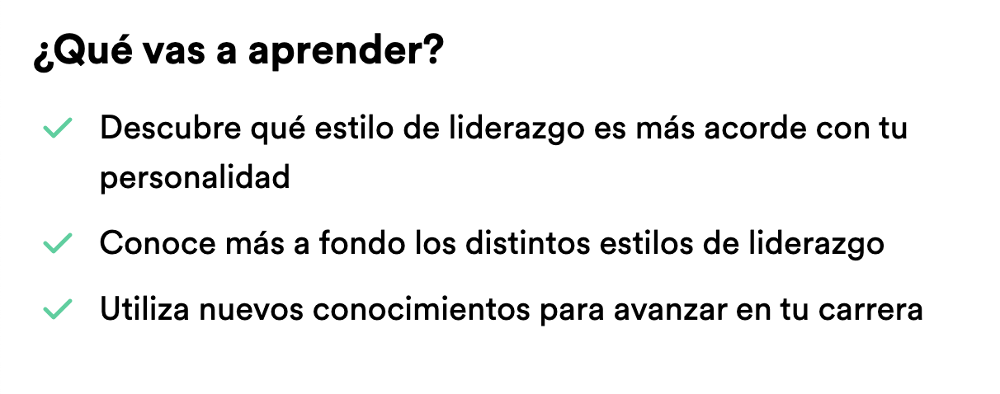 ¿Qué vas a aprender?
Descubre qué estilo de liderazgo es más acorde con tu
personalidad
Conoce más a fondo los distintos estilos de liderazgo
Utiliza nuevos conocimientos para avanzar en tu carrera